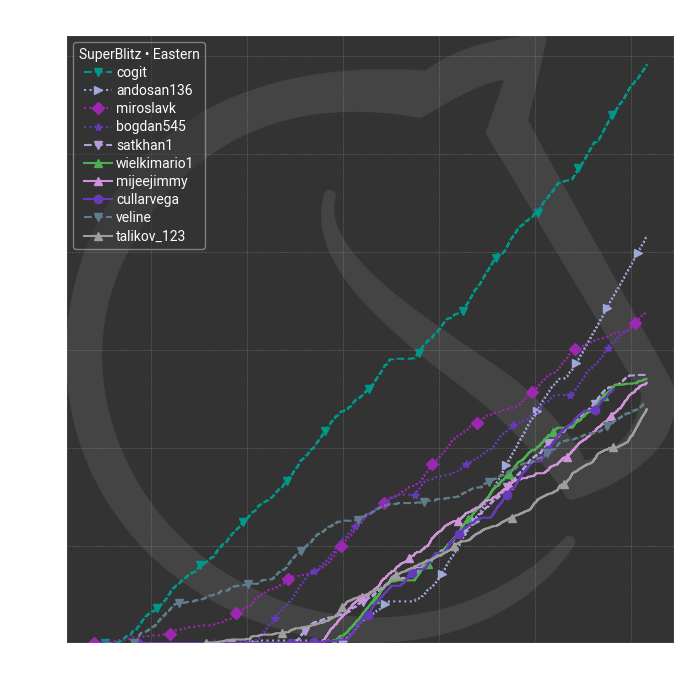 SuperBlitz • Eastern
cogit
andosan136
miroslavk
bogdan545
satkhan1
wielkimario1
mijeejimmy
cullarvega
veline
talikov_123